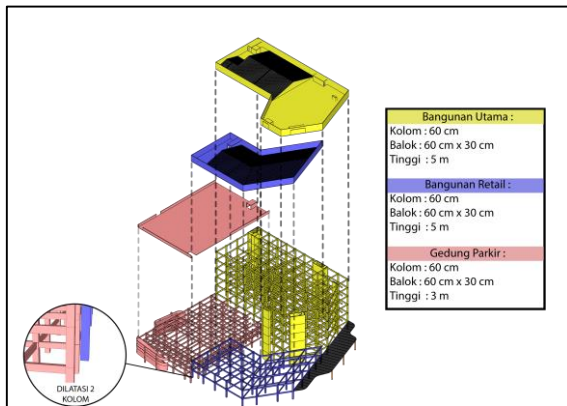 Bangunan Utama :
Kolom : 60 cm
Balok : 60 cm x 30 cm
Tinggi : 5 m
Bangunan Retail :
Kolom : 60 cm
Balok : 60 cm x 30 cm
Tinggi : 5 m
Gedung Parkir :
Kolom : 60 cm
Balok : 60 cm x 30 cm
Tinggi : 3 m
DILATASI 2
KOLOM